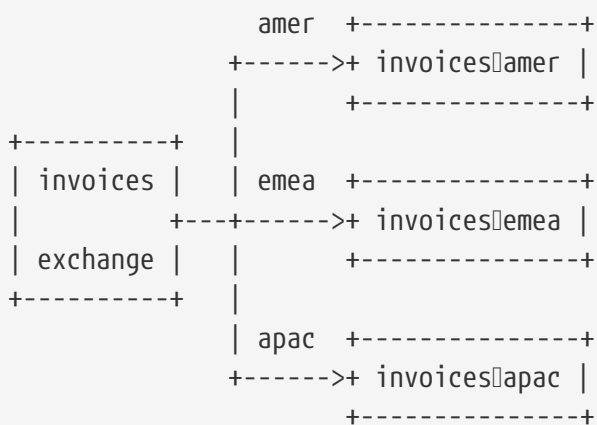 amer +---------------+
+------>+ invoices▯amer |
| +---------------+
+----------+ |
| invoices | | emea +---------------+
| +---+------>+ invoices▯emea |
| exchange | | +---------------+
+----------+ |
| apac +---------------+
+------>+ invoices▯apac |
+---------------+